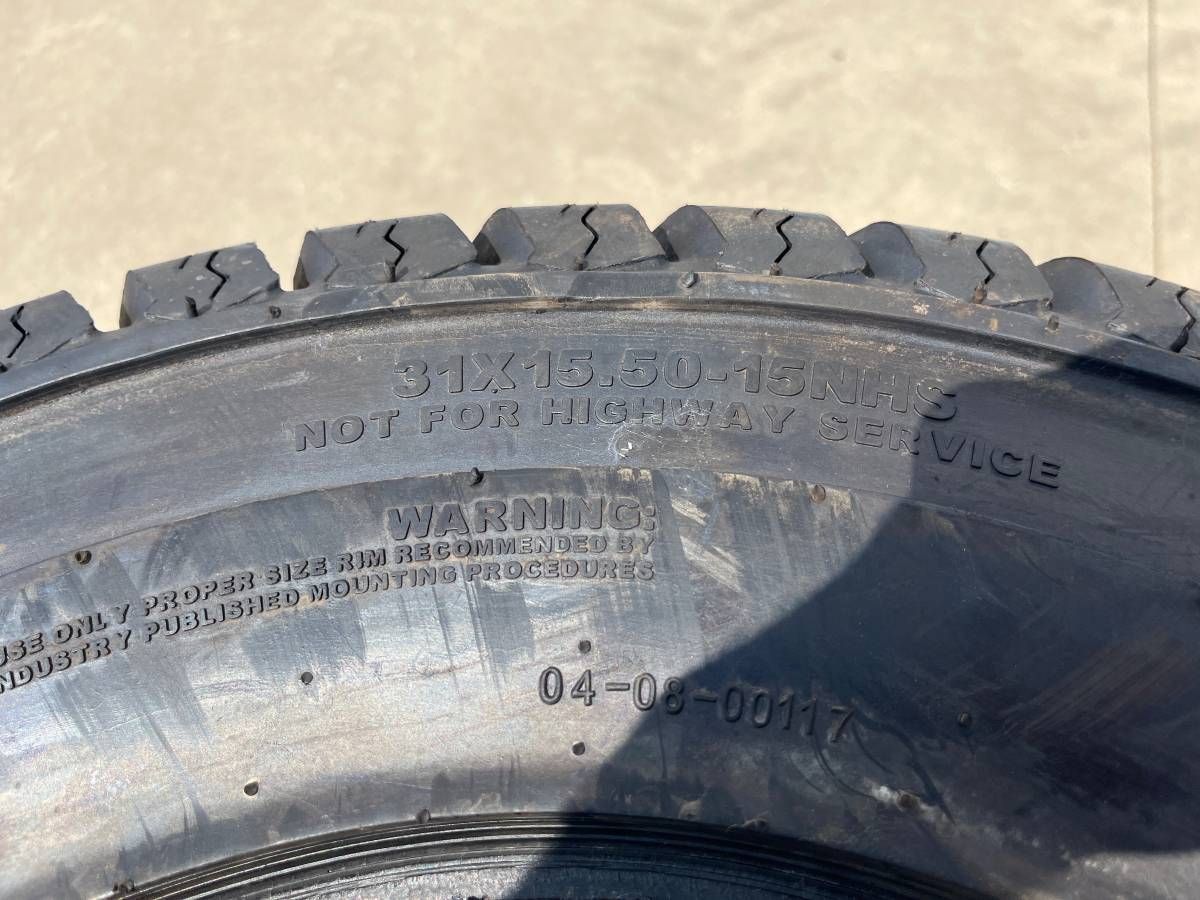 31X15.50-15NHS
NOT FOR HIGHWAY SERVICE
WARNING:
USE ONLY PROPER SIZE RIM RECOMMENDED BY
INDUSTRY PUBLISHED MOUNTING PROCEDURES
04-08-00117